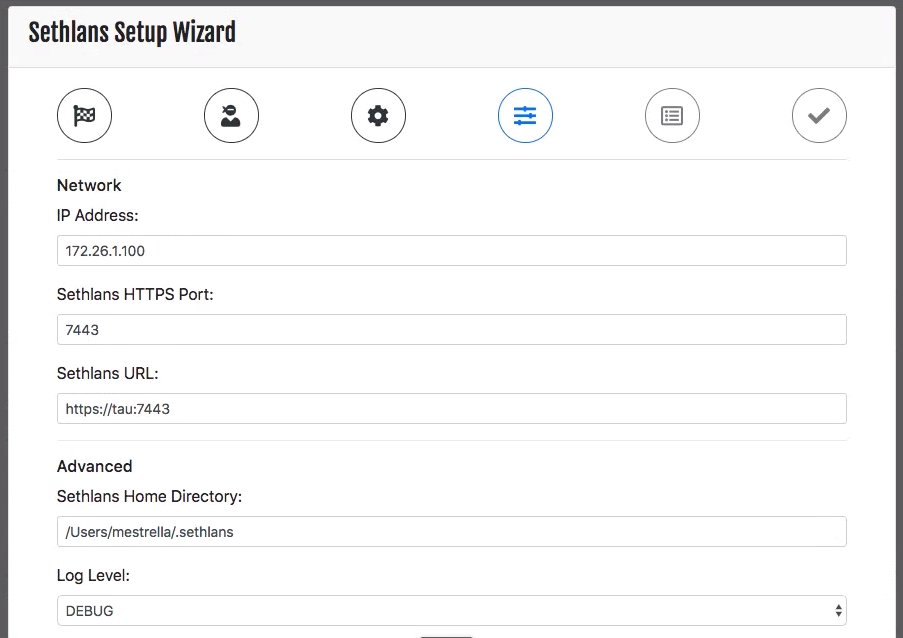 Sethlans Setup Wizard
Network
IP Address:
172.26.1.100
Sethlans HTTPS Port:
7443
Sethlans URL:
https://tau:7443
Advanced
Sethlans Home Directory:
/Users/mestrella/.sethlans
Log Level:
DEBUG